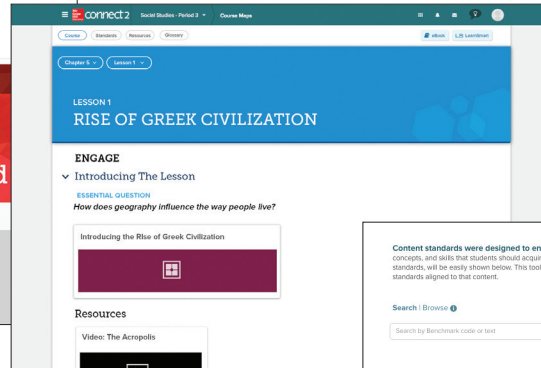 connect2 Social Studies - Period 3 Course Maps
Course Standards Resources Glossary eBook LearnSmart
Chapter 5 Lesson 1
LESSON 1
RISE OF GREEK CIVILIZATION
ENGAGE
Introducing The Lesson
ESSENTIAL QUESTION
How does geography influence the way people live?
Introducing the Rise of Greek Civilization
Resources
Video: The Acropolis
d
Content standards were designed to en
concepts, and skills that students should acquir
standards, will be easily shown below. This tool
standards aligned to that content.
Search | Browse
Search by Benchmark code or text